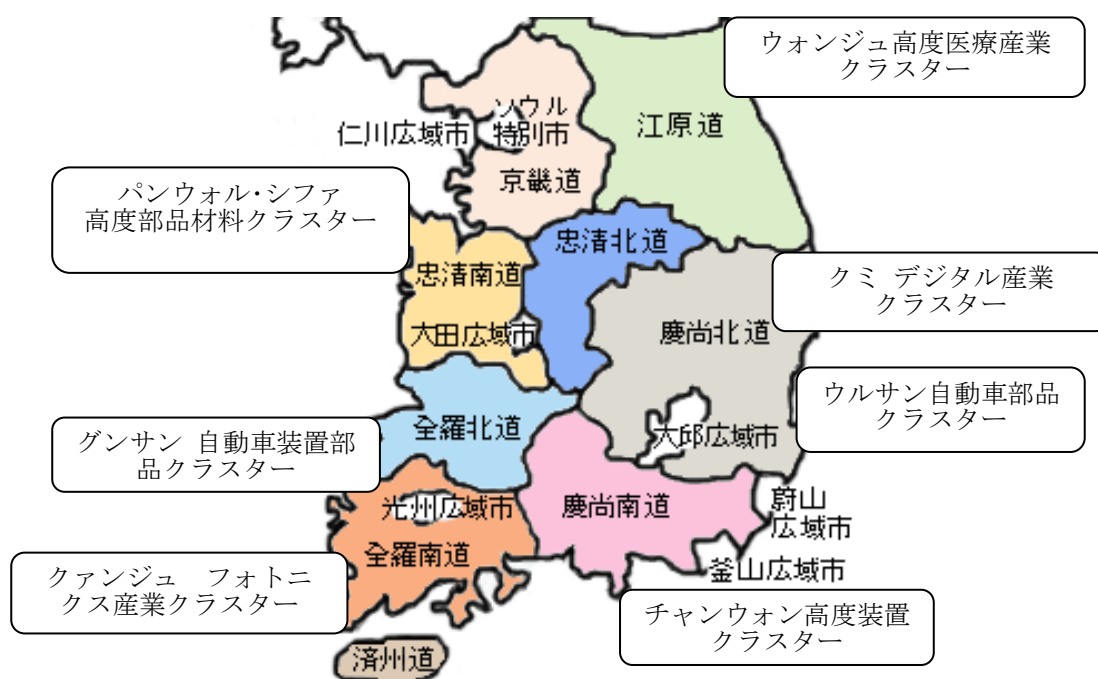 ウォンジュ高度医療産業
クラスター
ソウル
特別市
仁川広域市
江原道
京畿道
パンウォル・シファ
高度部品材料クラスター
忠清北道
忠清南道
クミ デジタル産業
クラスター
大田広域市
慶尚北道
ウルサン自動車部品
クラスター
全羅北道
大邱広域市
グンサン 自動車装置部
品クラスター
光州広域市
慶尚南道
蔚山
広域市
全羅南道
釜山広域市
クァンジュ　フォトニ
クス産業クラスター
チャンウォン高度装置
クラスター
済州道